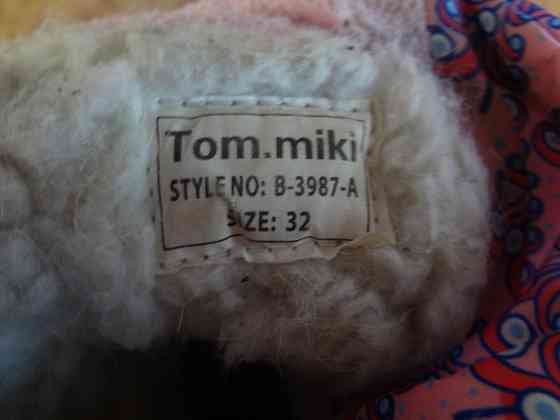 Tom.miki
STYLE NO: B-3987-A
SIZE: 32